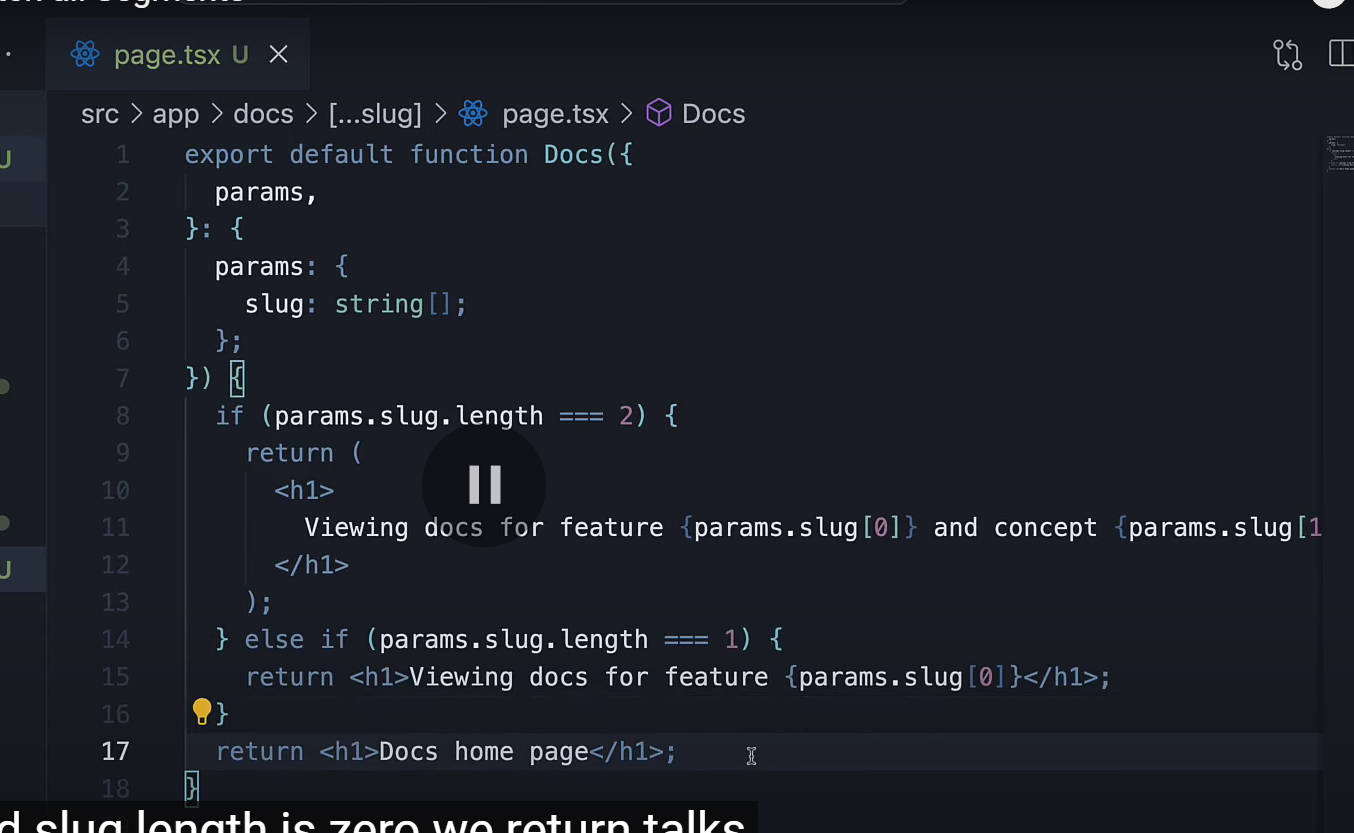 page.tsx U
src > app > docs > [...slug] > page.tsx > Docs
1 export default function Docs({
2 params,
3 }: {
4 params: {
5 slug: string[];
6 };
7 }) {
8 if (params.slug.length === 2) {
9 return (
10 <h1>
11 Viewing docs for feature {params.slug[0]} and concept {params.slug[1
12 </h1>
13 );
14 } else if (params.slug.length === 1) {
15 return <h1>Viewing docs for feature {params.slug[0]}</h1>;
16 }
17 return <h1>Docs home page</h1>;
18 }
slug length is zero we return talks